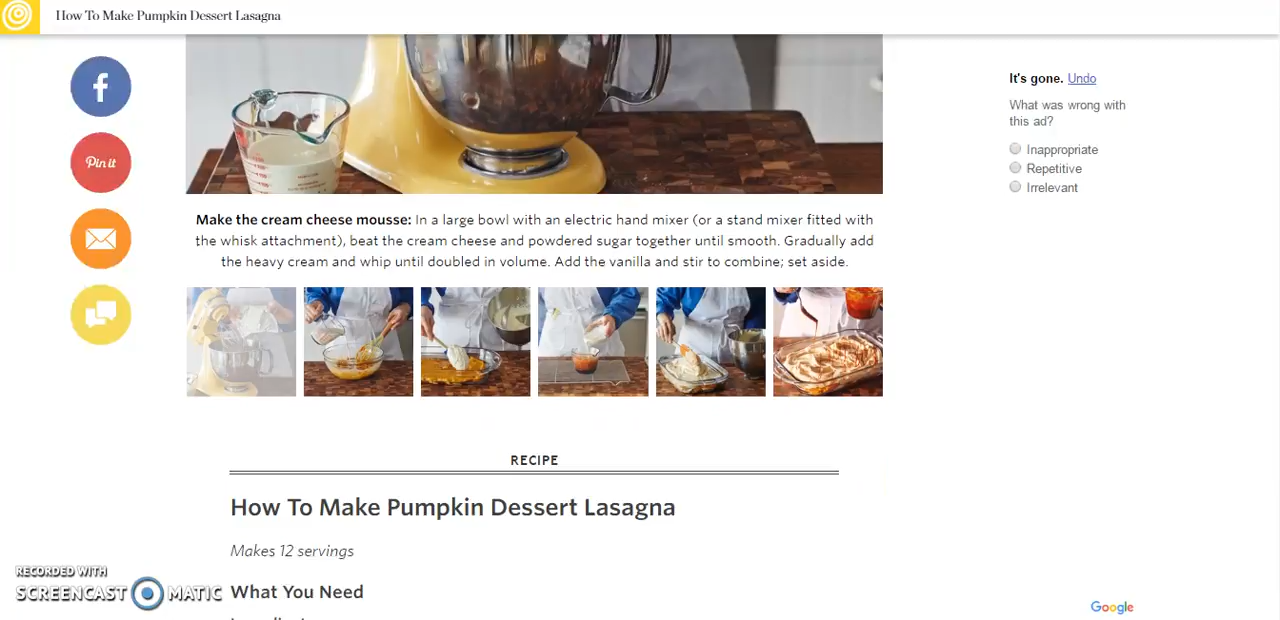 How To Make Pumpkin Dessert Lasagna
It's gone. Undo
What was wrong with
this ad?
Inappropriate
Repetitive
Irrelevant
Pin it
Make the cream cheese mousse: In a large bowl with an electric hand mixer (or a stand mixer fitted with
the whisk attachment), beat the cream cheese and powdered sugar together until smooth. Gradually add
the heavy cream and whip until doubled in volume. Add the vanilla and stir to combine; set aside.
RECIPE
How To Make Pumpkin Dessert Lasagna
Makes 12 servings
What You Need
RECORDED WITH
SCREENCAST MATIC
Google